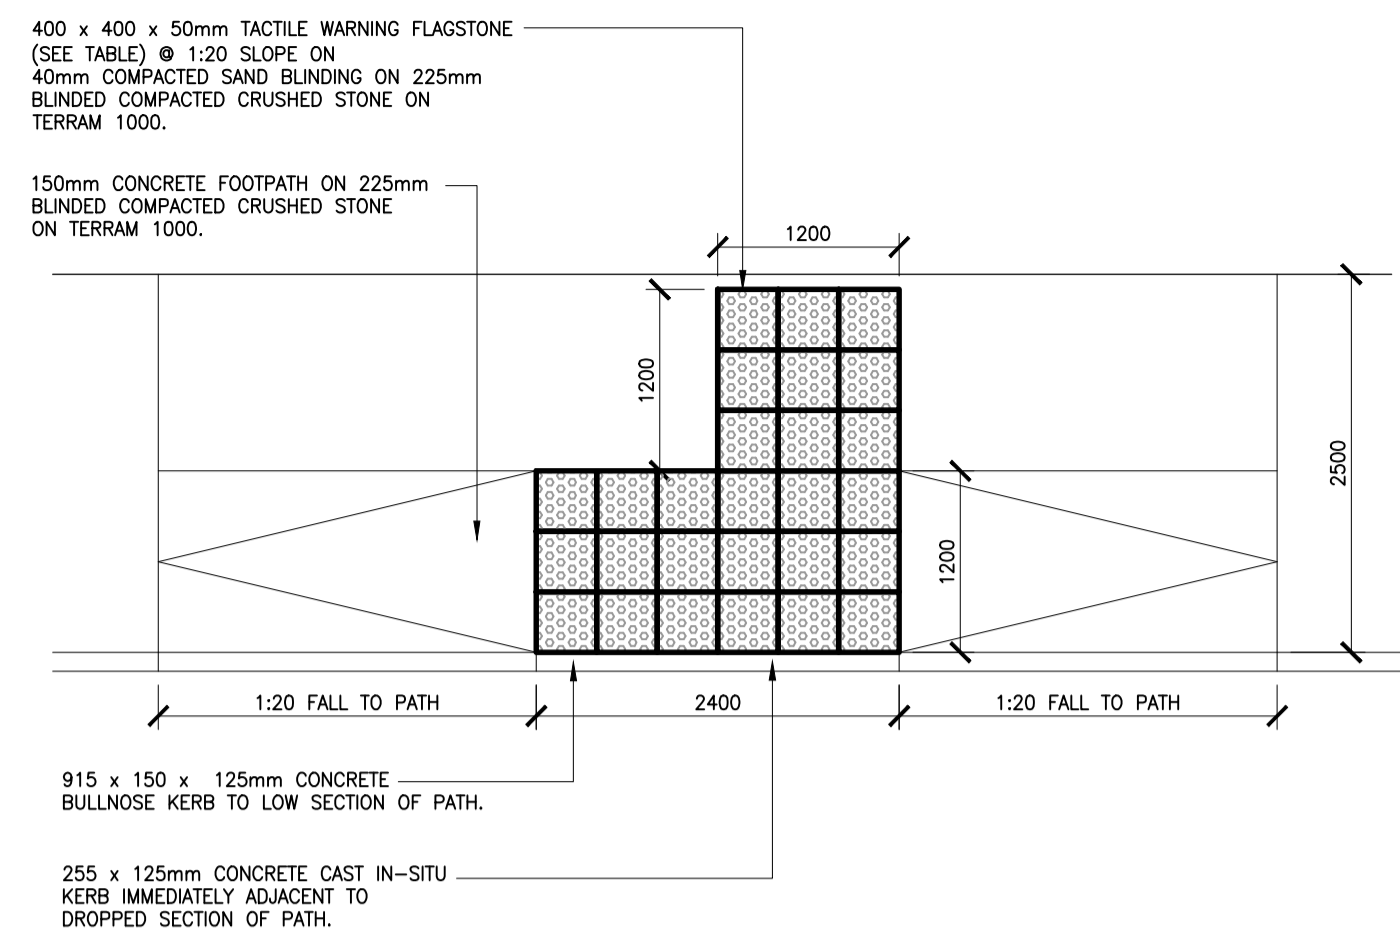 400 x 400 x 50mm TACTILE WARNING FLAGSTONE
(SEE TABLE) @ 1:20 SLOPE ON
40mm COMPACTED SAND BLINDING ON 225mm
BLINDED COMPACTED CRUSHED STONE ON
TERRAM 1000.
150mm CONCRETE FOOTPATH ON 225mm
BLINDED COMPACTED CRUSHED STONE
ON TERRAM 1000.
1200
1200
2500
1200
1:20 FALL TO PATH
2400
1:20 FALL TO PATH
915 x 150 x 125mm CONCRETE
BULLNOSE KERB TO LOW SECTION OF PATH.
255 x 125mm CONCRETE CAST IN-SITU
KERB IMMEDIATELY ADJACENT TO
DROPPED SECTION OF PATH.